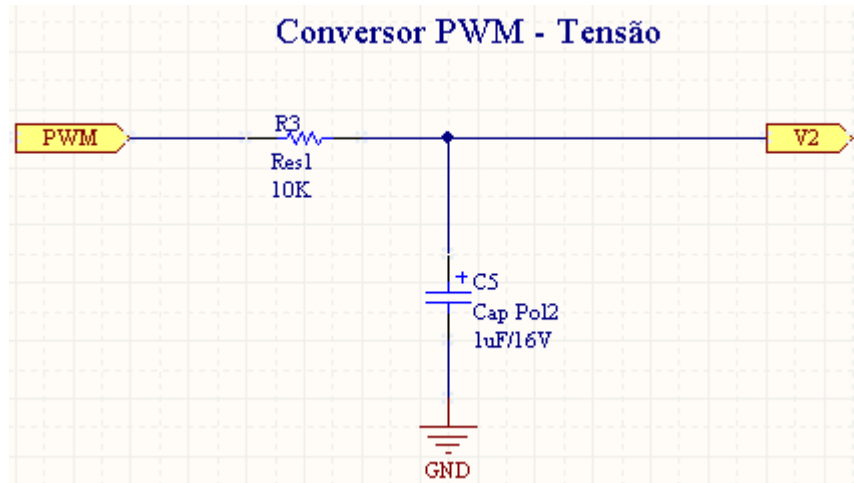 Conversor PWM - Tensão
PWM
R3
Res1
10K
V2
+
C5
Cap Pol2
1uF/16V
GND